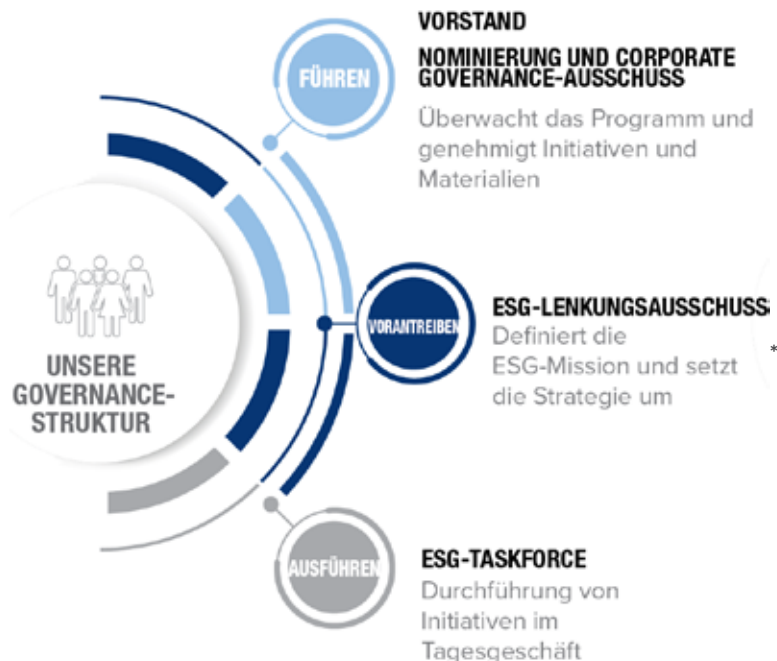 VORSTAND
NOMINIERUNG UND CORPORATE
GOVERNANCE-AUSSCHUSS
Überwacht das Programm und
genehmigt Initiativen und
Materialien
FÜHREN
UNSERE
GOVERNANCE-
STRUKTUR
VORANTREIBEN
ESG-LENKUNGSAUSSCHUSS
Definiert die
ESG-Mission und setzt
die Strategie um
*
AUSFÜHREN
ESG-TASKFORCE
Durchführung von
Initiativen im
Tagesgeschäft